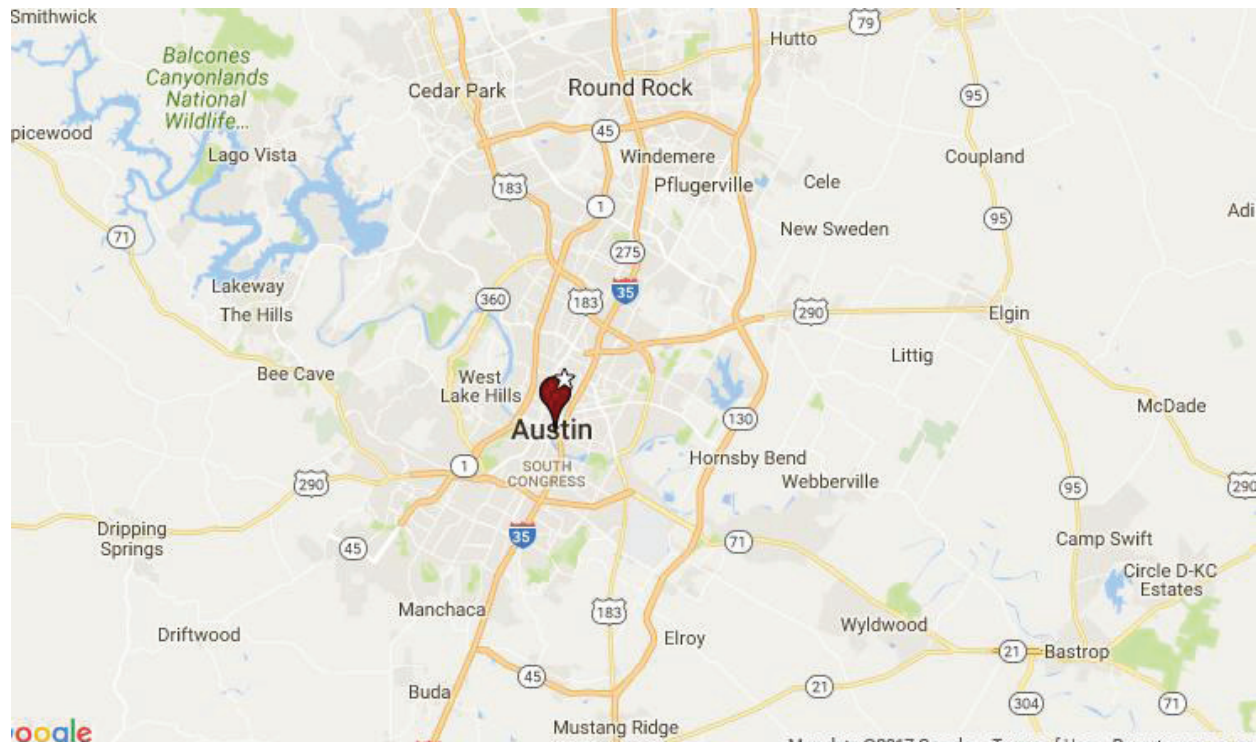 Smithwick
79
Hutto
Balcones
Canyonlands
National
Wildlife...
Cedar Park
Round Rock
95
picewood
45
Lago Vista
Windemere
Coupland
183
Pflugerville
Cele
1
95
Adi
71
New Sweden
275
Lakeway
35
360
183
The Hills
290
Elgin
Littig
Bee Cave
West
Lake Hills
McDade
130
Austin
Hornsby Bend
1
SOUTH
CONGRESS
Webberville
290
95
290
Dripping
Springs
35
45
71
Camp Swift
Circle D-KC
Estates
Manchaca
183
Driftwood
Elroy
Wyldwood
21
Bastrop
45
21
Buda
304
71
Mustang Ridge
oogle